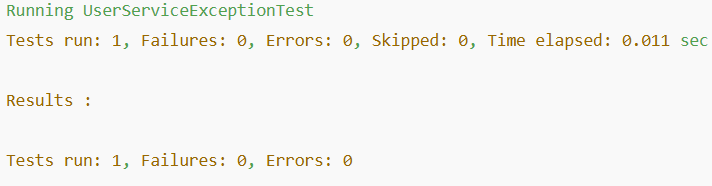 Running UserServiceExceptionTest
Tests run: 1, Failures: 0, Errors: 0, Skipped: 0, Time elapsed: 0.011 sec
Results :
Tests run: 1, Failures: 0, Errors: 0